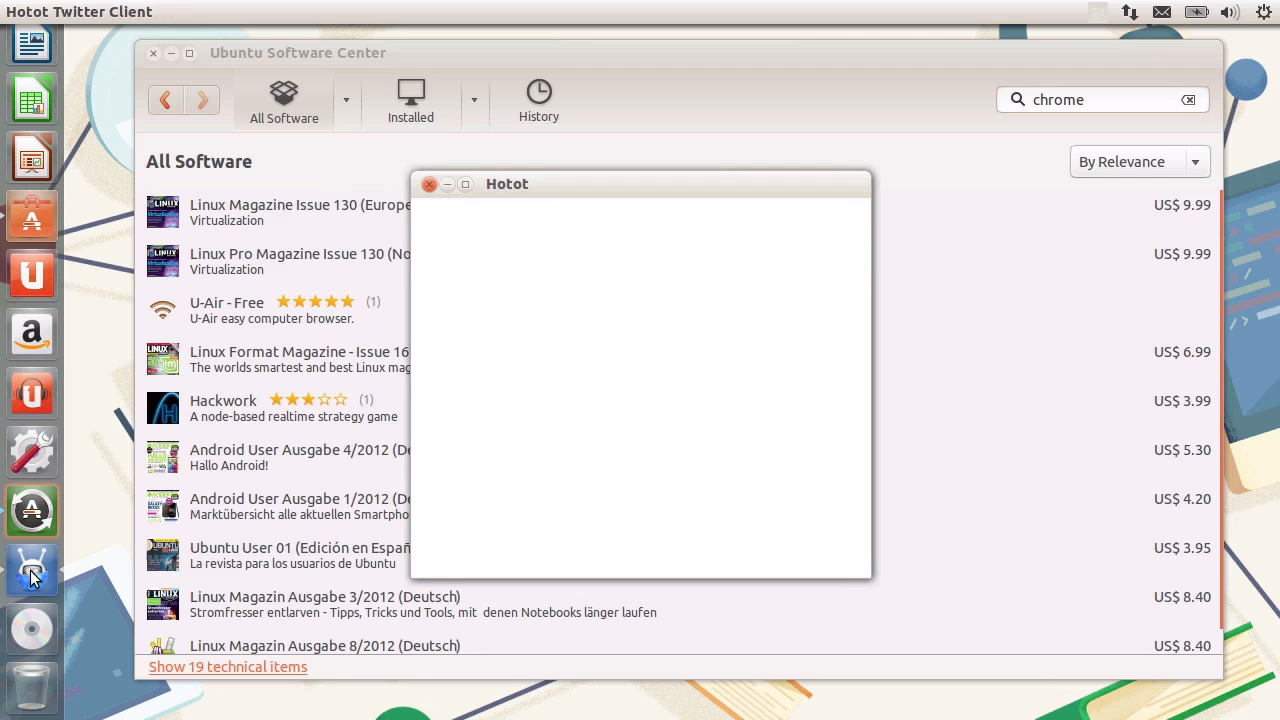 Hotot Twitter Client
Ubuntu Software Center
All Software
Installed
History
chrome
All Software
By Relevance
Hotot
Linux Magazine Issue 130 (Europe
US$ 9.99
Virtualization
Linux Pro Magazine Issue 130 (No
US$ 9.99
Virtualization
U-Air - Free (1)
U-Air easy computer browser.
Linux Format Magazine - Issue 16
US$ 6.99
The worlds smartest and best Linux mag
Hackwork (1)
US$ 3.99
A node-based realtime strategy game
Android User Ausgabe 4/2012 (De
US$ 5.30
Hallo Android!
Android User Ausgabe 1/2012 (De
US$ 4.20
Marktübersicht alle aktuellen Smartpho
Ubuntu User 01 (Edición en Españ
US$ 3.95
La revista para los usuarios de Ubuntu
Linux Magazin Ausgabe 3/2012 (Deutsch)
US$ 8.40
Stromfresser entlarven - Tipps, Tricks und Tools, mit denen Notebooks länger laufen
Linux Magazin Ausgabe 8/2012 (Deutsch)
US$ 8.40
Show 19 technical items